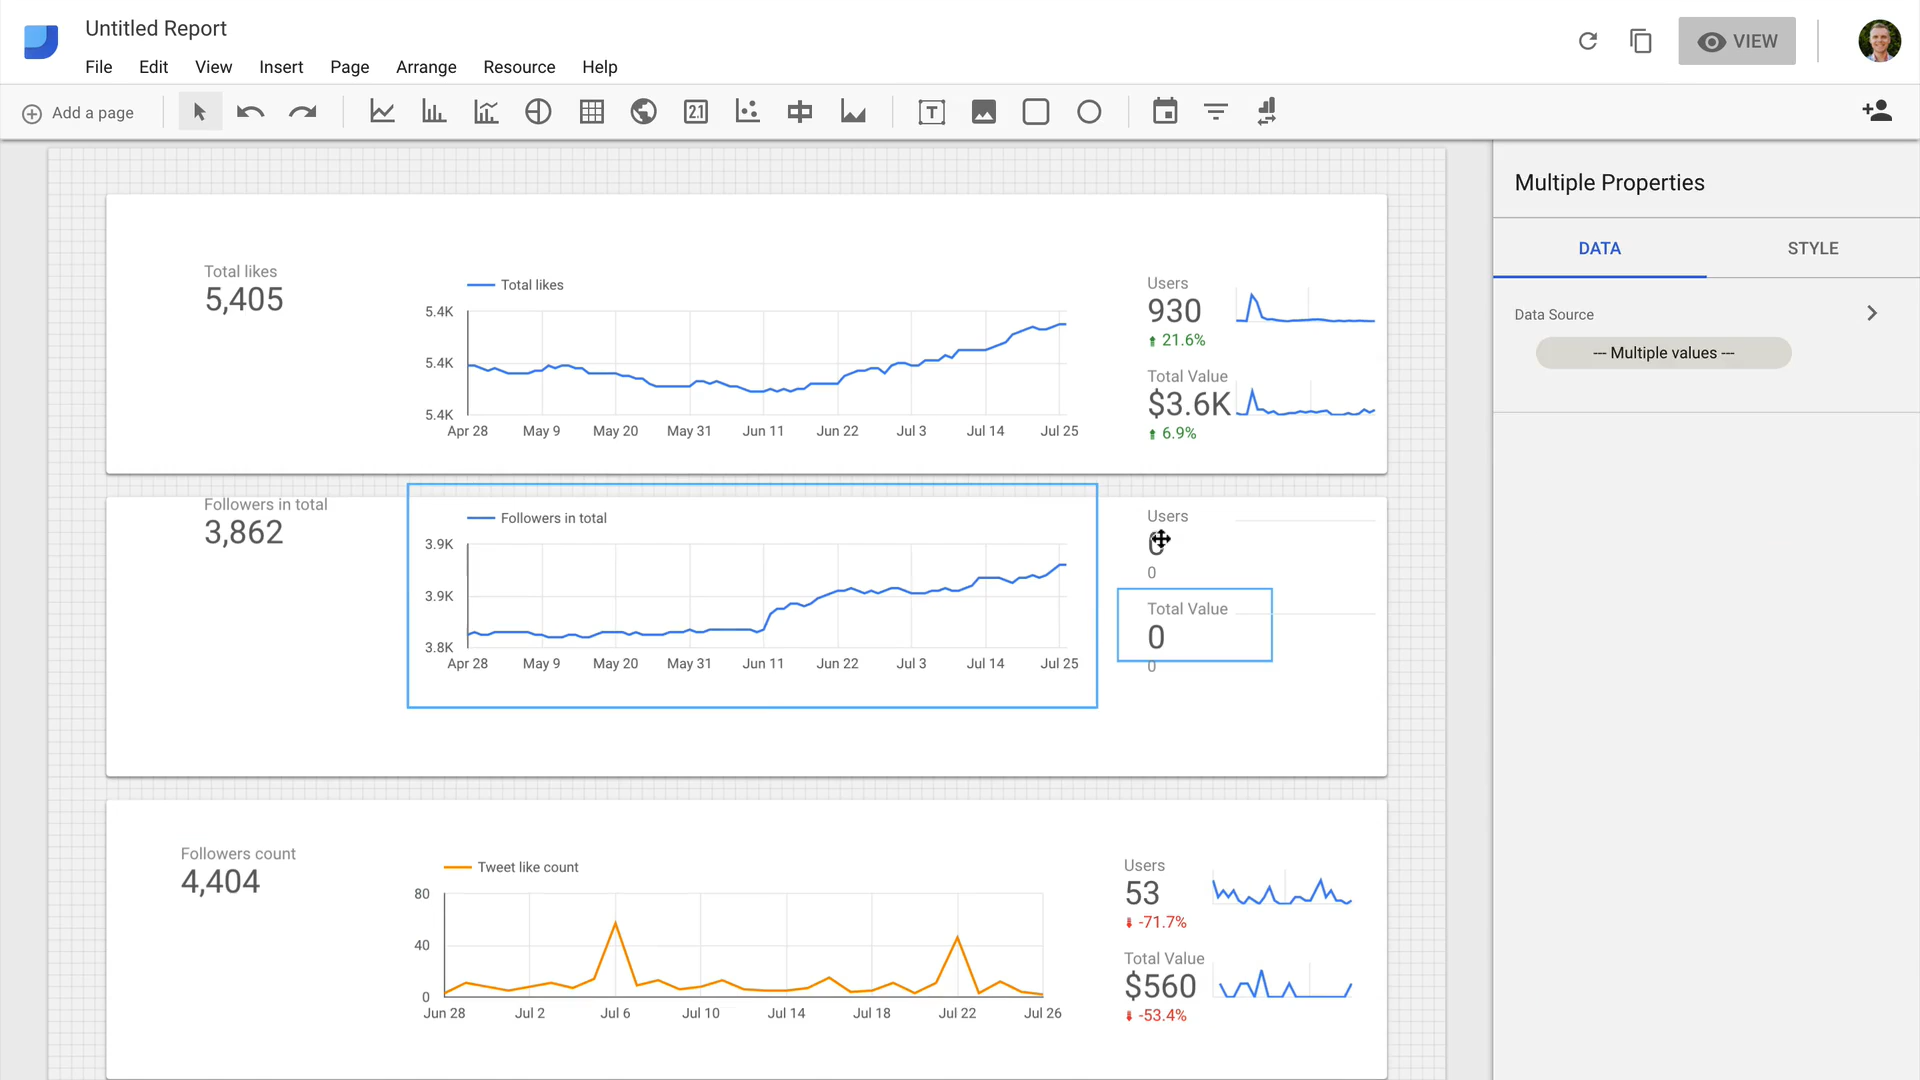 Untitled Report
File Edit View Insert Page Arrange Resource Help
VIEW
Add a page
2.1
T
Multiple Properties
DATA STYLE
Data Source
--- Multiple values ---
Total likes
5,405
Total likes
5.4K
5.4K
5.4K
Apr 28 May 9 May 20 May 31 Jun 11 Jun 22 Jul 3 Jul 14 Jul 25
Users
930
21.6%
Total Value
$3.6K
6.9%
Followers in total
3,862
Followers in total
3.9K
3.9K
3.8K
Apr 28 May 9 May 20 May 31 Jun 11 Jun 22 Jul 3 Jul 14 Jul 25
Users
0
0
Total Value
0
0
Followers count
4,404
Tweet like count
80
40
0
Jun 28 Jul 2 Jul 6 Jul 10 Jul 14 Jul 18 Jul 22 Jul 26
Users
53
-71.7%
Total Value
$560
-53.4%